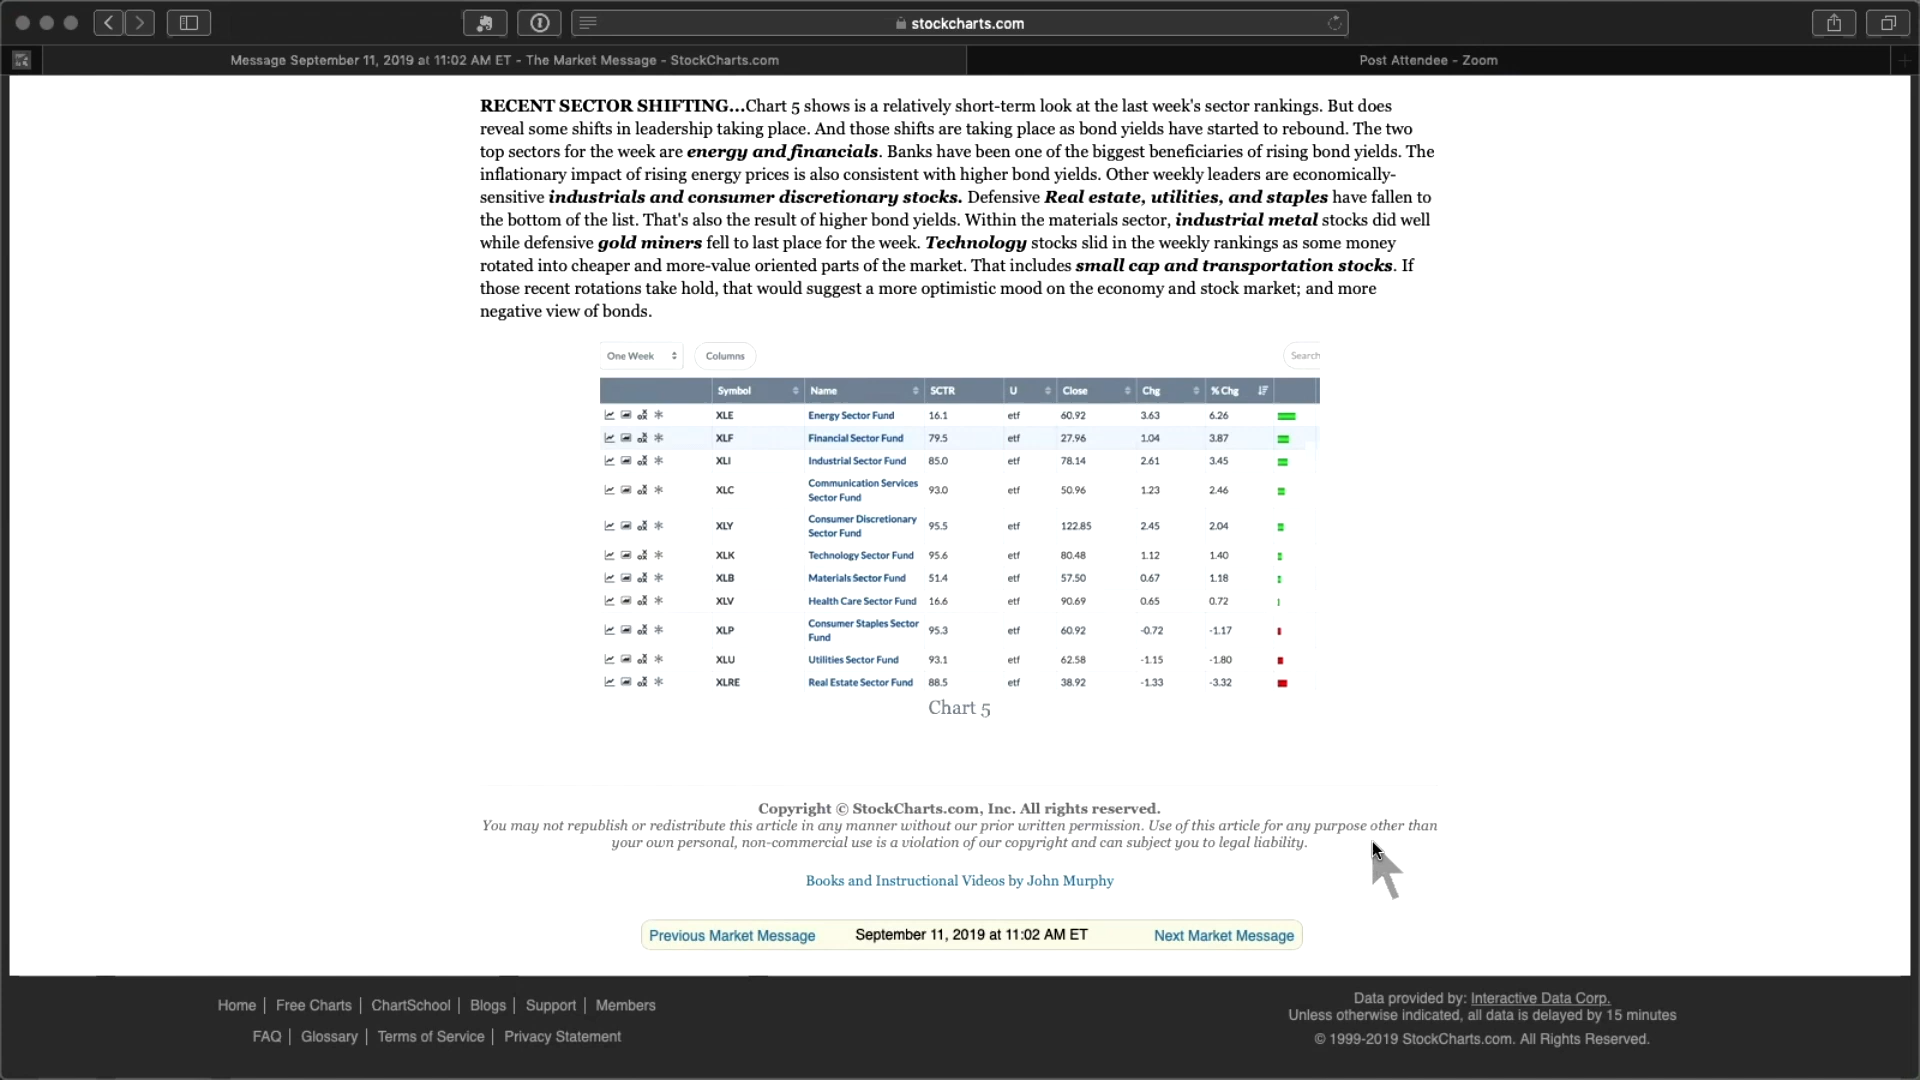 stockcharts.com
Message September 11, 2019 at 11:02 AM ET - The Market Message - StockCharts.com
Post Attendee - Zoom
RECENT SECTOR SHIFTING...Chart 5 shows is a relatively short-term look at the last week's sector rankings. But does
reveal some shifts in leadership taking place. And those shifts are taking place as bond yields have started to rebound. The two
top sectors for the week are energy and financials. Banks have been one of the biggest beneficiaries of rising bond yields. The
inflationary impact of rising energy prices is also consistent with higher bond yields. Other weekly leaders are economically-
sensitive industrials and consumer discretionary stocks. Defensive Real estate, utilities, and staples have fallen to
the bottom of the list. That's also the result of higher bond yields. Within the materials sector, industrial metal stocks did well
while defensive gold miners fell to last place for the week. Technology stocks slid in the weekly rankings as some money
rotated into cheaper and more-value oriented parts of the market. That includes small cap and transportation stocks. If
those recent rotations take hold, that would suggest a more optimistic mood on the economy and stock market; and more
negative view of bonds.
One Week Columns Search
Symbol Name SCTR U Close Chg % Chg
XLE Energy Sector Fund 16.1 etf 60.92 3.63 6.26
XLF Financial Sector Fund 79.5 etf 27.96 1.04 3.87
XLI Industrial Sector Fund 85.0 etf 78.14 2.61 3.45
XLC Communication Services Sector Fund 93.0 etf 50.96 1.23 2.46
XLY Consumer Discretionary Sector Fund 95.5 etf 122.85 2.45 2.04
XLK Technology Sector Fund 95.6 etf 80.48 1.12 1.40
XLB Materials Sector Fund 51.4 etf 57.50 0.67 1.18
XLV Health Care Sector Fund 16.6 etf 90.69 0.65 0.72
XLP Consumer Staples Sector Fund 95.3 etf 60.92 -0.72 -1.17
XLU Utilities Sector Fund 93.1 etf 62.58 -1.15 -1.80
XLRE Real Estate Sector Fund 88.5 etf 38.92 -1.33 -3.32
Chart 5
Copyright © StockCharts.com, Inc. All rights reserved.
You may not republish or redistribute this article in any manner without our prior written permission. Use of this article for any purpose other than
your own personal, non-commercial use is a violation of our copyright and can subject you to legal liability.
Books and Instructional Videos by John Murphy
Previous Market Message September 11, 2019 at 11:02 AM ET Next Market Message
Home | Free Charts | ChartSchool | Blogs | Support | Members
FAQ | Glossary | Terms of Service | Privacy Statement
Data provided by: Interactive Data Corp.
Unless otherwise indicated, all data is delayed by 15 minutes
© 1999-2019 StockCharts.com. All Rights Reserved.